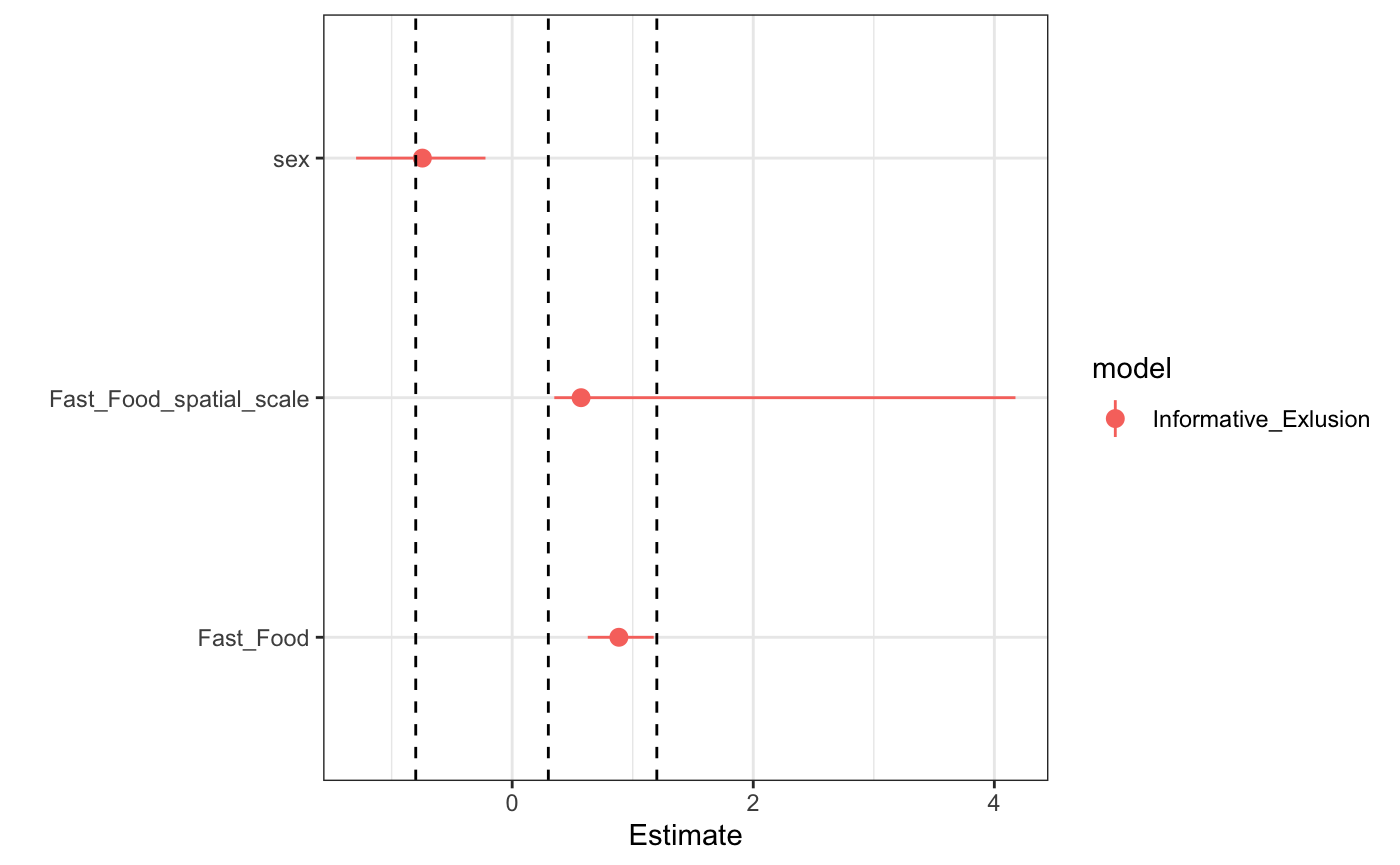 sex
Fast_Food_spatial_scale
Fast_Food
0 2 4
Estimate
model
Informative_Exlusion